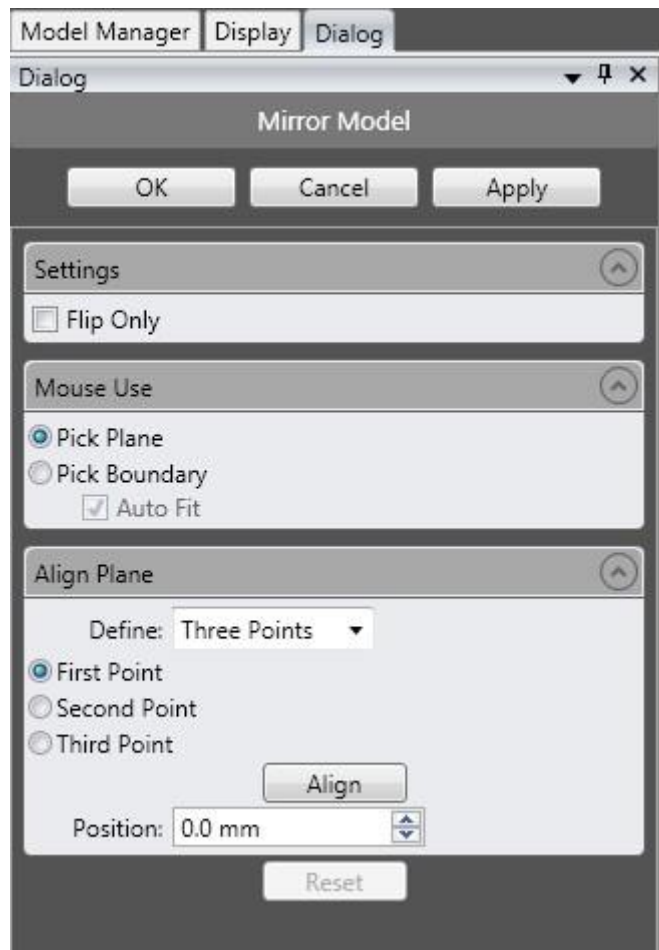 Model Manager Display Dialog
Dialog
Mirror Model
OK Cancel Apply
Settings
Flip Only
Mouse Use
Pick Plane
Pick Boundary
Auto Fit
Align Plane
Define: Three Points
First Point
Second Point
Third Point
Align
Position: 0.0 mm
Reset